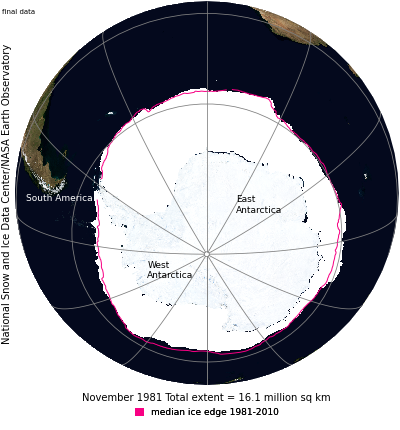 final data
National Snow and Ice Data Center/NASA Earth Observatory
South America
East
Antarctica
West
Antarctica
November 1981 Total extent = 16.1 million sq km
median ice edge 1981-2010